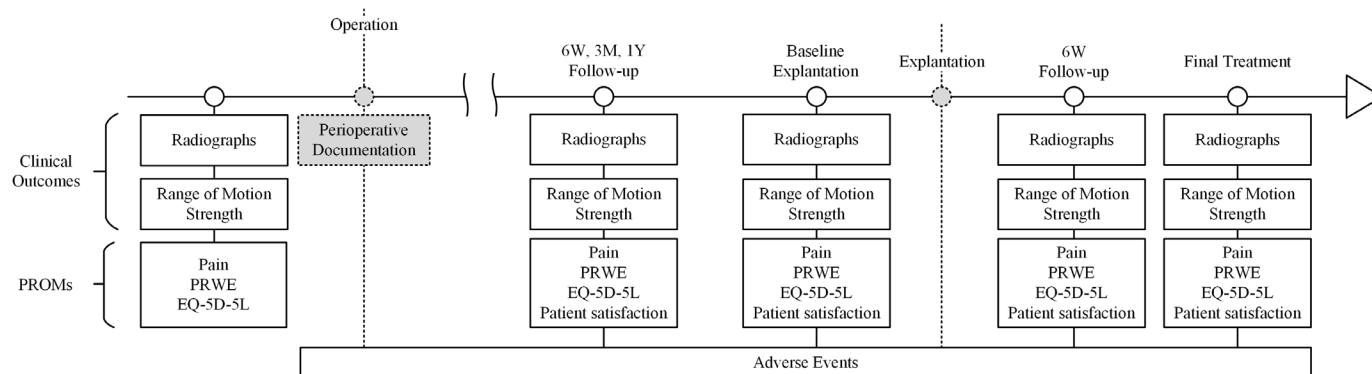 Operation
6W, 3M, 1Y
Follow-up
Baseline
Explantation
Explantation
6W
Follow-up
Final Treatment
Clinical
Outcomes
Radiographs
Perioperative
Documentation
Radiographs
Radiographs
Radiographs
Radiographs
Range of Motion
Strength
Range of Motion
Strength
Range of Motion
Strength
Range of Motion
Strength
Range of Motion
Strength
PROMs
Pain
PRWE
EQ-5D-5L
Pain
PRWE
EQ-5D-5L
Patient satisfaction
Pain
PRWE
EQ-5D-5L
Patient satisfaction
Pain
PRWE
EQ-5D-5L
Patient satisfaction
Pain
PRWE
EQ-5D-5L
Patient satisfaction
Adverse Events